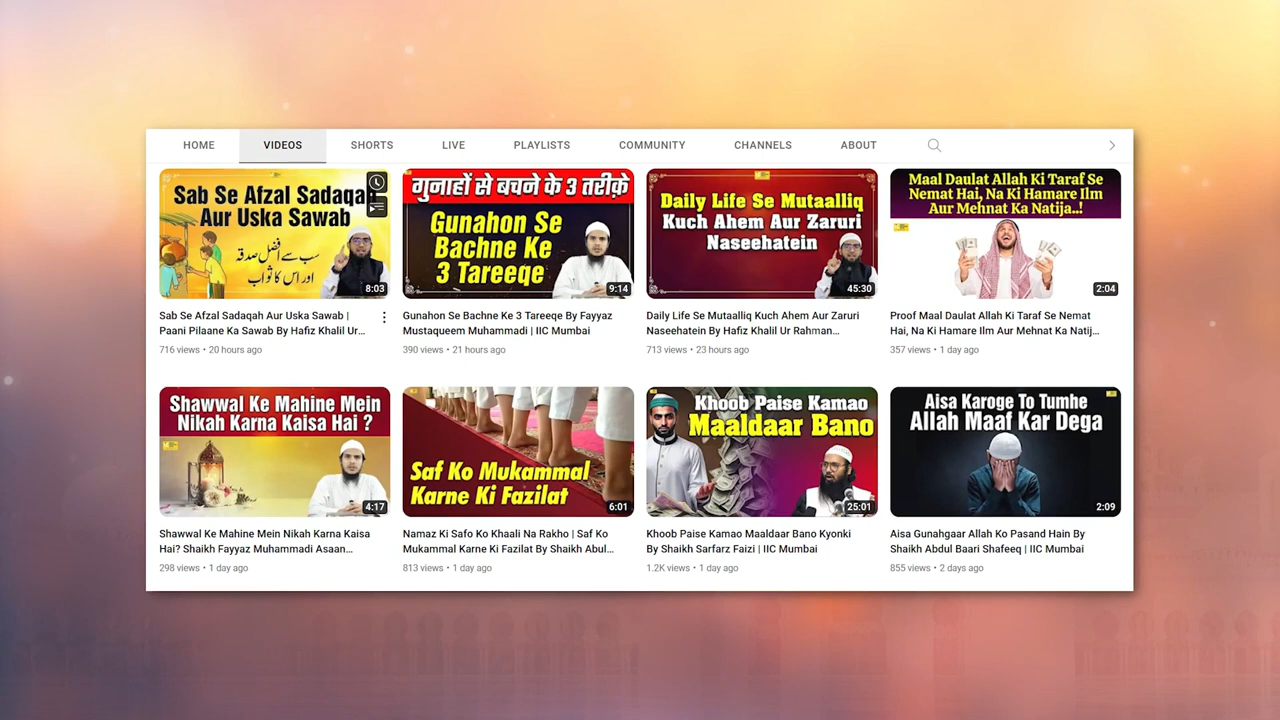 HOME
VIDEOS
SHORTS
LIVE
PLAYLISTS
COMMUNITY
CHANNELS
ABOUT
Sab Se Afzal Sadaqah
Aur Uska Sawab
سب سے افضل صدقہ
اور اس کا ثواب
8:03
Sab Se Afzal Sadaqah Aur Uska Sawab |
Paani Pilaane Ka Sawab By Hafiz Khalil Ur...
716 views • 20 hours ago
गुनाहों से बचने के 3 तरीक़े
Gunahon Se
Bachne Ke
3 Tareeqe
9:14
Gunahon Se Bachne Ke 3 Tareeqe By Fayyaz
Mustaqueem Muhammadi | IIC Mumbai
390 views • 21 hours ago
Daily Life Se Mutaalliq
Kuch Ahem Aur Zaruri
Naseehatein
45:30
Daily Life Se Mutaalliq Kuch Ahem Aur Zaruri
Naseehatein By Hafiz Khalil Ur Rahman...
713 views • 23 hours ago
Maal Daulat Allah Ki Taraf Se
Nemat Hai, Na Ki Hamare Ilm
Aur Mehnat Ka Natija..!
2:04
Proof Maal Daulat Allah Ki Taraf Se Nemat
Hai, Na Ki Hamare Ilm Aur Mehnat Ka Natij...
357 views • 1 day ago
Shawwal Ke Mahine Mein
Nikah Karna Kaisa Hai ?
4:17
Shawwal Ke Mahine Mein Nikah Karna Kaisa
Hai? Shaikh Fayyaz Muhammadi Asaan...
298 views • 1 day ago
Saf Ko Mukammal
Karne Ki Fazilat
6:01
Namaz Ki Safo Ko Khaali Na Rakho | Saf Ko
Mukammal Karne Ki Fazilat By Shaikh Abul...
813 views • 1 day ago
Khoob Paise Kamao
Maaldaar Bano
25:01
Khoob Paise Kamao Maaldaar Bano Kyonki
By Shaikh Sarfarz Faizi | IIC Mumbai
1.2K views • 1 day ago
Aisa Karoge To Tumhe
Allah Maaf Kar Dega
2:09
Aisa Gunahgaar Allah Ko Pasand Hain By
Shaikh Abdul Baari Shafeeq | IIC Mumbai
855 views • 2 days ago